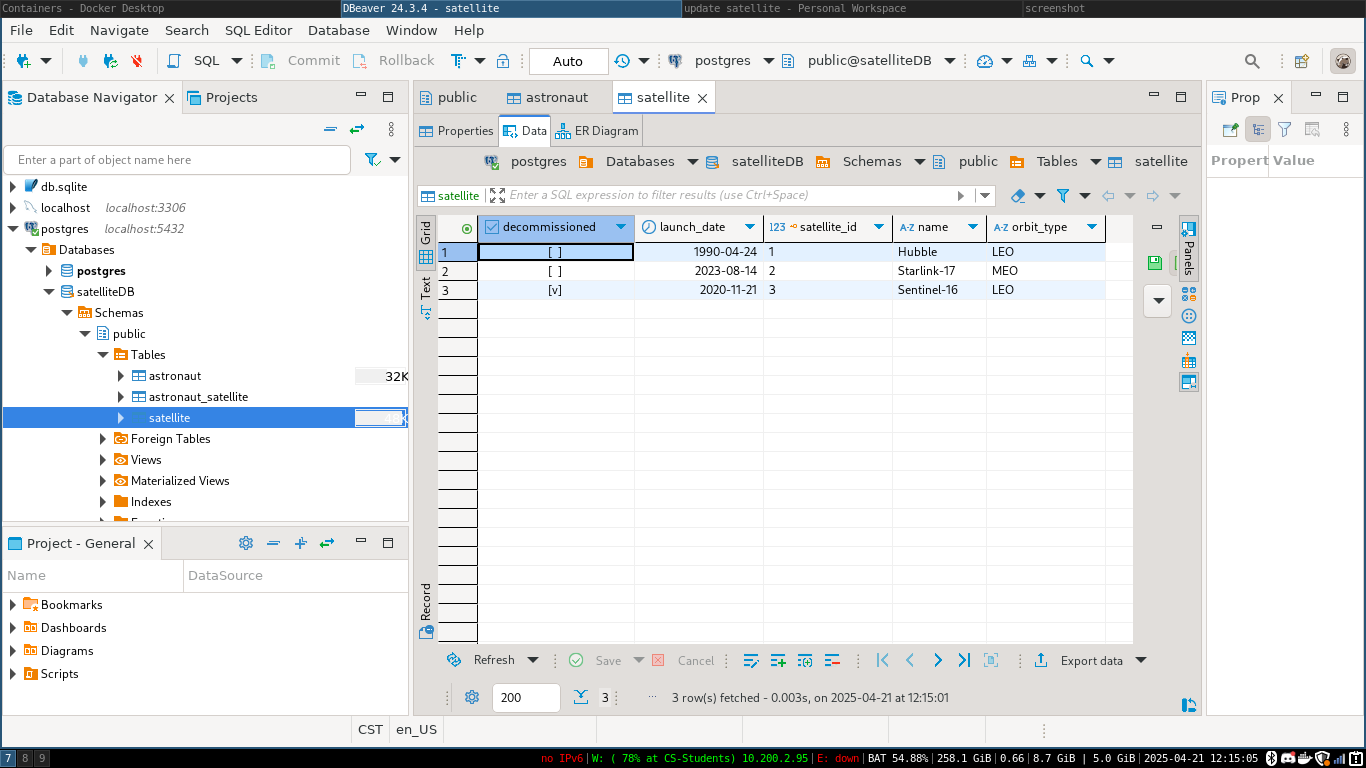 Containers - Docker Desktop DBeaver 24.3.4 - satellite update satellite - Personal Workspace screenshot
File Edit Navigate Search SQL Editor Database Window Help
SQL Commit Rollback Auto postgres public@satelliteDB
Database Navigator Projects
Enter a part of object name here
db.sqlite
localhost localhost:3306
postgres localhost:5432
Databases
postgres
satelliteDB
Schemas
public
Tables
astronaut 32K
astronaut_satellite
satellite
Foreign Tables
Views
Materialized Views
Indexes
Project - General
Name DataSource
Bookmarks
Dashboards
Diagrams
Scripts
public astronaut satellite
Properties Data ER Diagram
postgres Databases satelliteDB Schemas public Tables satellite
satellite Enter a SQL expression to filter results (use Ctrl+Space)
Grid
Text
Record
decommissioned launch_date 123 satellite_id A-Z name A-Z orbit_type
1 [ ] 1990-04-24 1 Hubble LEO
2 [ ] 2023-08-14 2 Starlink-17 MEO
3 [v] 2020-11-21 3 Sentinel-16 LEO
Panels
Refresh Save Cancel Export data
200 3 3 row(s) fetched - 0.003s, on 2025-04-21 at 12:15:01
Prop
Propert Value
CST en_US
7 8 9 no IPv6|W: ( 78% at CS-Students) 10.200.2.95|E: down|BAT 54.88%|258.1 GiB|0.66|8.7 GiB | 5.0 GiB|2025-04-21 12:15:05